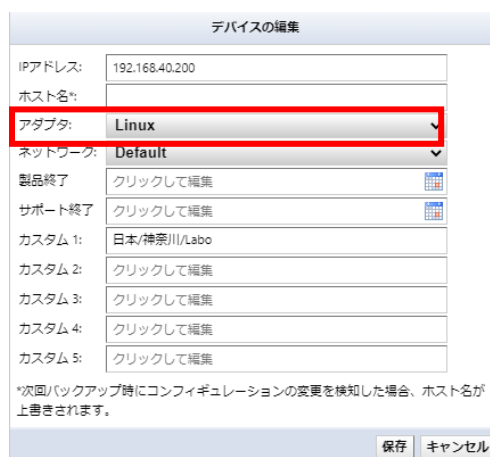 デバイスの編集
IPアドレス: 192.168.40.200
ホスト名*:
アダプタ: Linux
ネットワーク: Default
製品終了 クリックして編集
サポート終了 クリックして編集
カスタム 1: 日本/神奈川/Labo
カスタム 2: クリックして編集
カスタム 3: クリックして編集
カスタム 4: クリックして編集
カスタム 5: クリックして編集
*次回バックアップ時にコンフィギュレーションの変更を検知した場合、ホスト名が
上書きされます。
保存 キャンセル